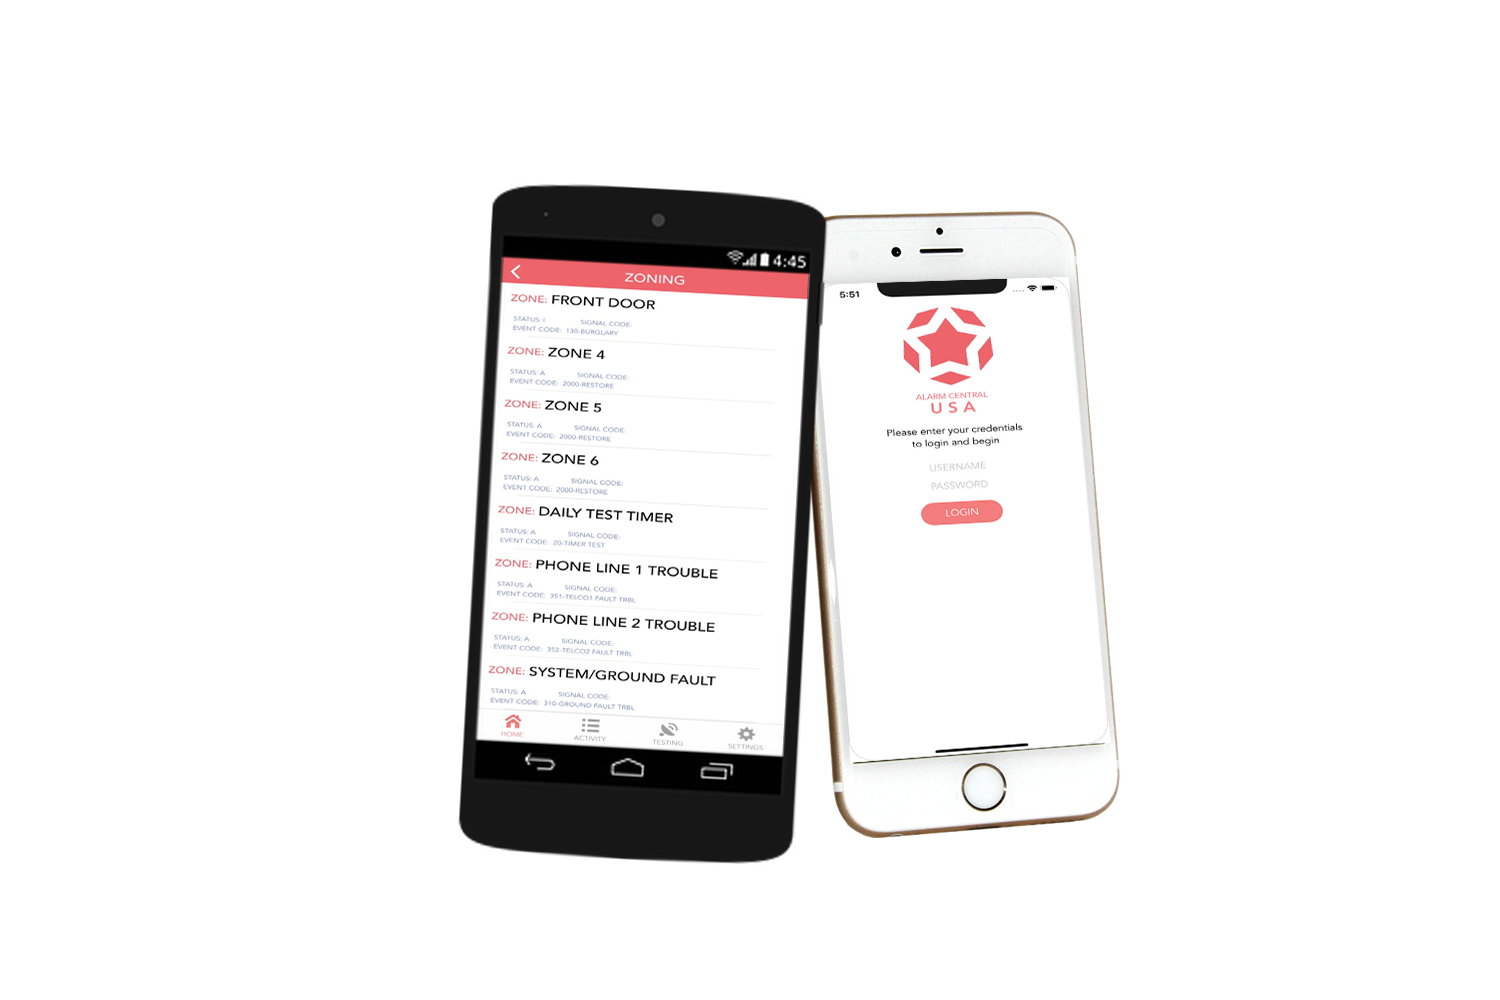 4:45
ZONING
ZONE: FRONT DOOR
STATUS: I SIGNAL CODE:
EVENT CODE: 130-BURGLARY
ZONE: ZONE 4
STATUS: A SIGNAL CODE:
EVENT CODE: 2000-RESTORE
ZONE: ZONE 5
STATUS: A SIGNAL CODE:
EVENT CODE: 2000-RESTORE
ZONE: ZONE 6
STATUS: A SIGNAL CODE:
EVENT CODE: 2000-RESTORE
ZONE: DAILY TEST TIMER
STATUS: A SIGNAL CODE:
EVENT CODE: 20-TIMER TEST
ZONE: PHONE LINE 1 TROUBLE
STATUS: A SIGNAL CODE:
EVENT CODE: 351-TELCO1 FAULT TRBL
ZONE: PHONE LINE 2 TROUBLE
STATUS: A SIGNAL CODE:
EVENT CODE: 352-TELCO2 FAULT TRBL
ZONE: SYSTEM/GROUND FAULT
STATUS: A SIGNAL CODE:
EVENT CODE: 310-GROUND FAULT TRBL
HOME ACTIVITY TESTING SETTINGS
5:51
ALARM CENTRAL
USA
Please enter your credentials
to login and begin
USERNAME
PASSWORD
LOGIN